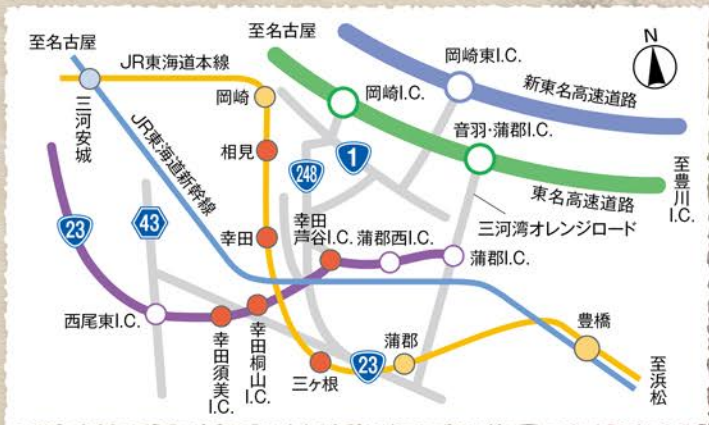 至名古屋
JR東海道本線
三河安城
JR東海道新幹線
至名古屋
岡崎
相見
幸田
岡崎I.C.
岡崎東I.C.
新東名高速道路
N
音羽・蒲郡I.C.
東名高速道路
至豊川I.C.
三河湾オレンジロード
1
248
23
43
幸田
芦谷I.C.
蒲郡西I.C.
蒲郡I.C.
西尾東I.C.
幸田須美I.C.
幸田桐山I.C.
三ヶ根
23
蒲郡
豊橋
至浜松